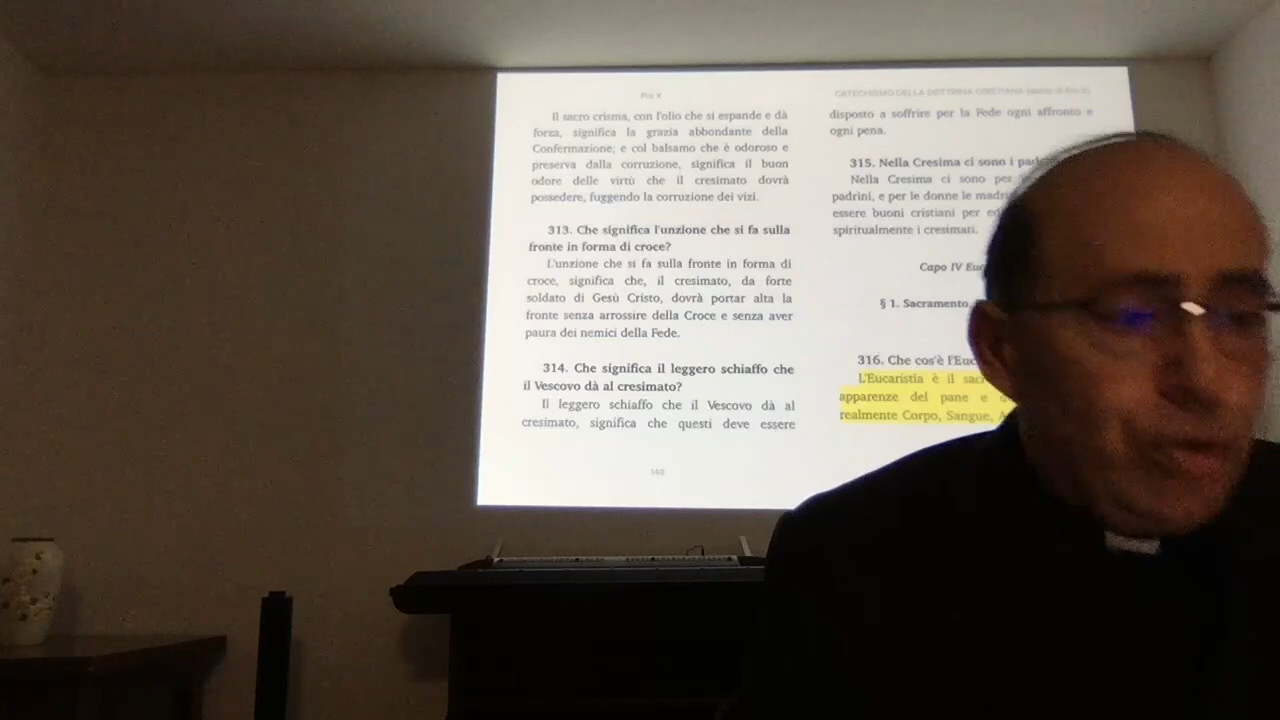 Pio X
Il sacro crisma, con l'olio che si espande e dà
forza, significa la grazia abbondante della
Confermazione; e col balsamo che è odoroso e
preserva dalla corruzione, significa il buon
odore delle virtù che il cresimato dovrà
possedere, fuggendo la corruzione dei vizi.
313. Che significa l'unzione che si fa sulla
fronte in forma di croce?
L'unzione che si fa sulla fronte in forma di
croce, significa che, il cresimato, da forte
soldato di Gesù Cristo, dovrà portar alta la
fronte senza arrossire della Croce e senza aver
paura dei nemici della Fede.
314. Che significa il leggero schiaffo che
il Vescovo dà al cresimato?
Il leggero schiaffo che il Vescovo dà al
cresimato, significa che questi deve essere
140
CATECHISMO DELLA DOTTRINA CRISTIANA
disposto a soffrire per la Fede ogni affronto e
ogni pena.
315. Nella Cresima ci sono i
Nella Cresima ci sono per
padrini, e per le donne le
essere buoni cristiani per
spiritualmente i cresimati.
Capo IV
§ 1. Sacramento
316. Che cos'è
L'Eucaristia è il
apparenze del pane e
realmente Corpo, Sangue,